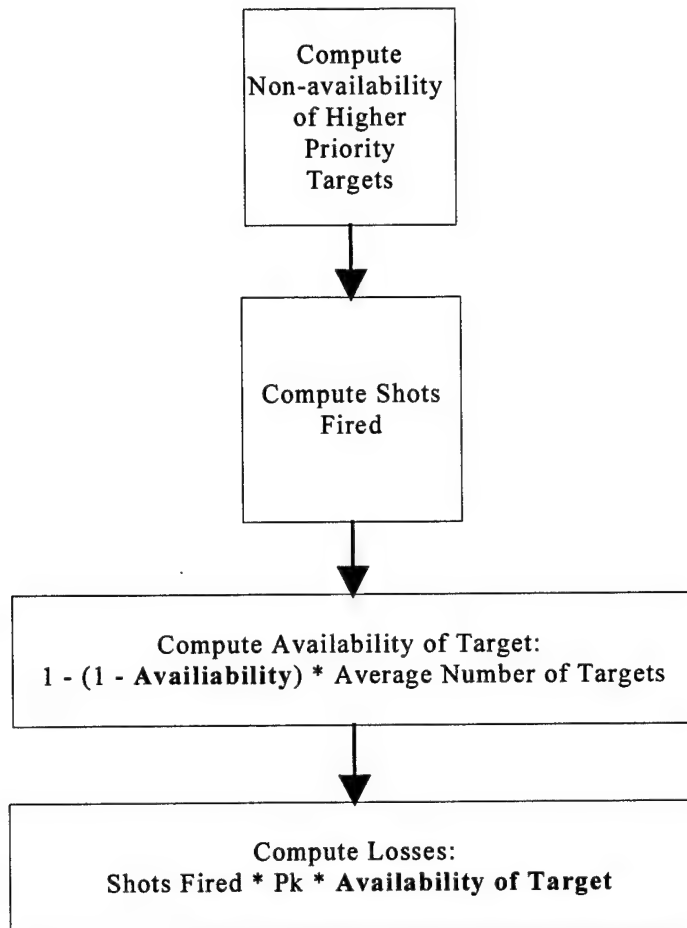 Compute
Non-availability
of Higher
Priority
Targets
Compute Shots
Fired
Compute Availability of Target:
1 - (1 - Availiability) * Average Number of Targets
Compute Losses:
Shots Fired * Pk * Availability of Target